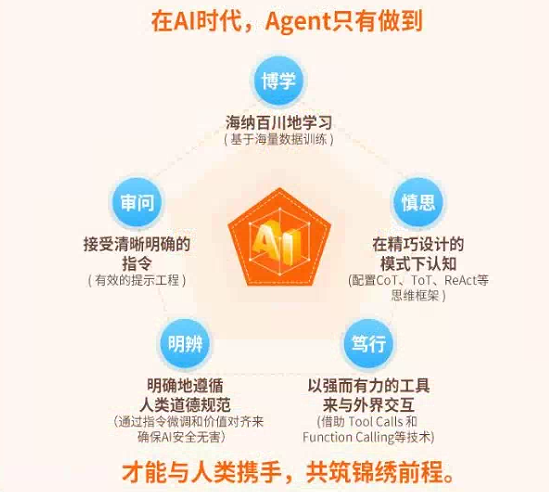 在AI时代，Agent只有做到
博学
海纳百川地学习
（基于海量数据训练）
审问
接受清晰明确的
指令
（有效的提示工程）
慎思
在精巧设计的
模式下认知
(配置CoT、ToT、ReAct等
思维框架)
AI
明辨
明确地遵循
人类道德规范
（通过指令微调和价值对齐来
确保AI安全无害）
笃行
以强而有力的工具
来与外界交互
(借助 Tool Calls 和
Function Calling等技术)
才能与人类携手，共筑锦绣前程。